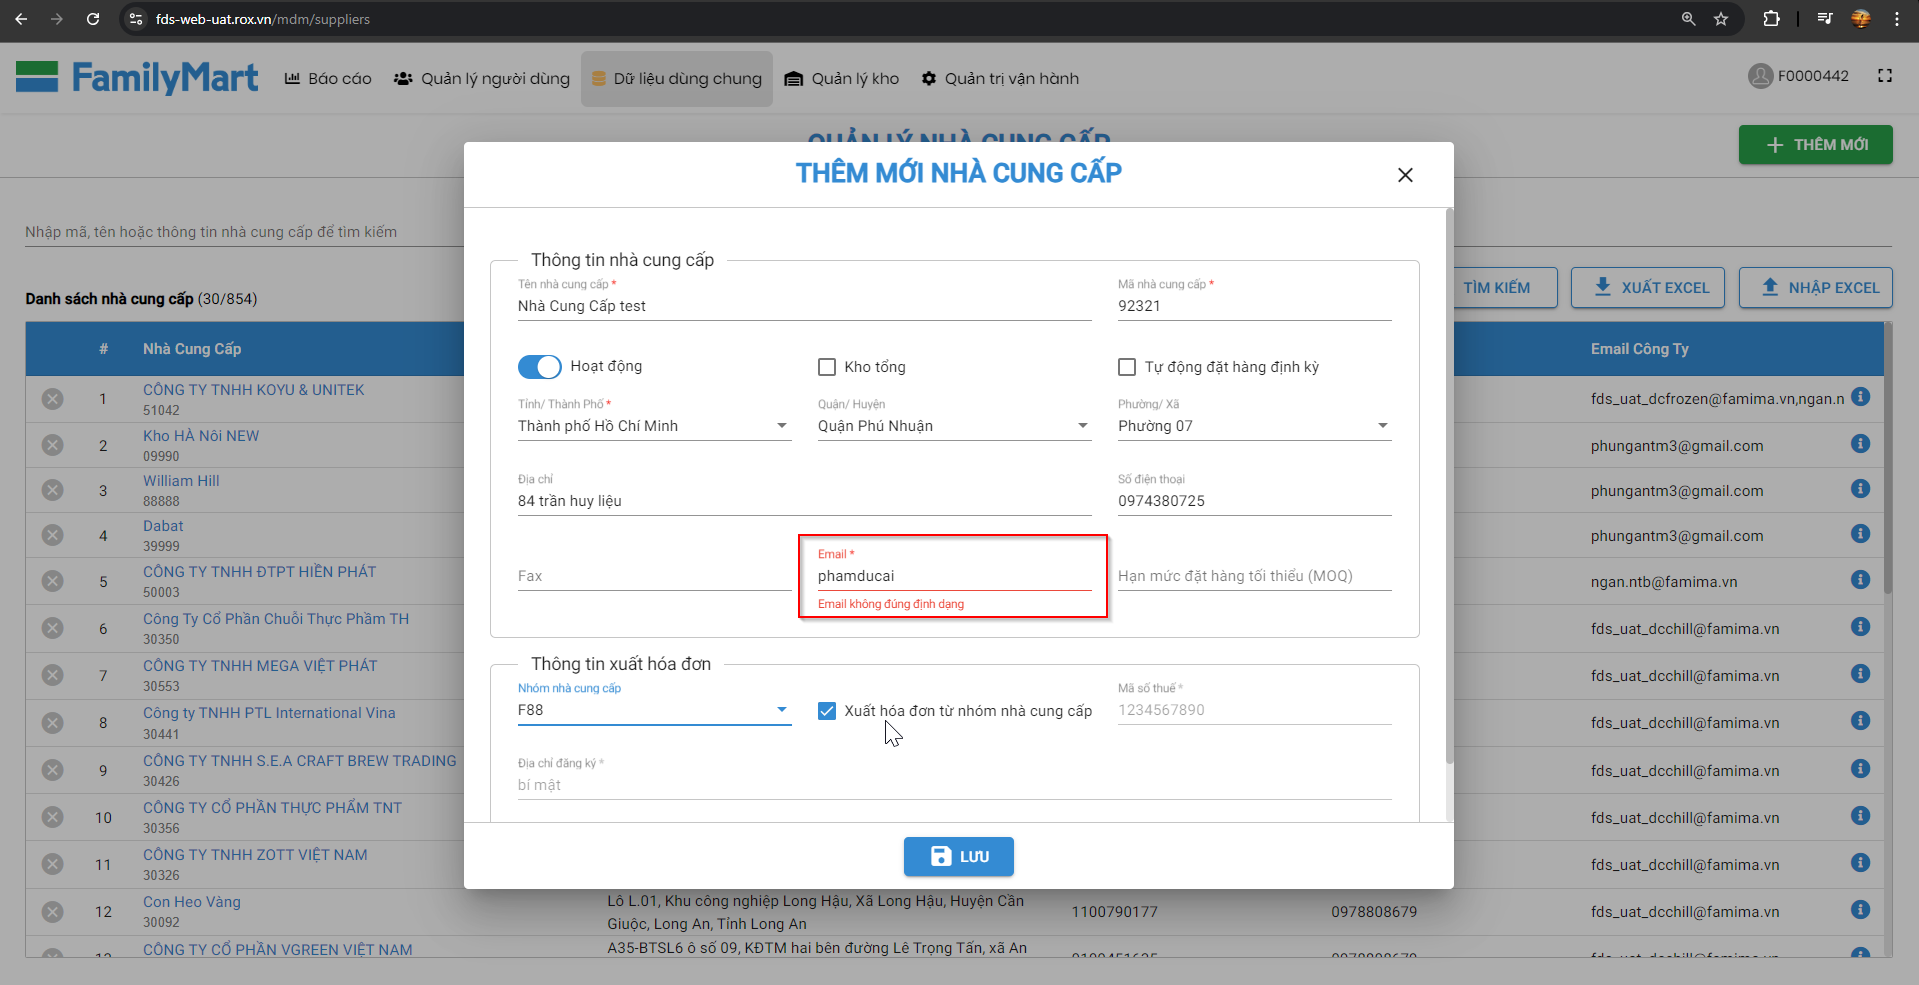 fds-web-uat.rox.vn/mdm/suppliers
FamilyMart
Báo cáo
Quản lý người dùng
Dữ liệu dùng chung
Quản lý kho
Quản trị vận hành
F0000442
QUẢN LÝ NHÀ CUNG CẤP
THÊM MỚI
THÊM MỚI NHÀ CUNG CẤP
Nhập mã, tên hoặc thông tin nhà cung cấp để tìm kiếm
Danh sách nhà cung cấp (30/854)
TÌM KIẾM
XUẤT EXCEL
NHẬP EXCEL
Thông tin nhà cung cấp
Tên nhà cung cấp *
Nhà Cung Cấp test
Mã nhà cung cấp *
92321
Hoạt động
Kho tổng
Tự động đặt hàng định kỳ
Tỉnh/ Thành Phố *
Thành phố Hồ Chí Minh
Quận/ Huyện
Quận Phú Nhuận
Phường/ Xã
Phường 07
Địa chỉ
84 trần huy liệu
Số điện thoại
0974380725
Fax
Email *
phamducai
Email không đúng định dạng
Hạn mức đặt hàng tối thiểu (MOQ)
Thông tin xuất hóa đơn
Nhóm nhà cung cấp
F88
Xuất hóa đơn từ nhóm nhà cung cấp
Mã số thuế *
1234567890
Địa chỉ đăng ký *
bí mật
LƯU
# Nhà Cung Cấp Email Công Ty
1 CÔNG TY TNHH KOYU & UNITEK fds_uat_dcfrozen@famima.vn,ngan.n
51042
2 Kho HÀ Nôi NEW phungantm3@gmail.com
09990
3 William Hill phungantm3@gmail.com
88888
4 Dabat phungantm3@gmail.com
39999
5 CÔNG TY TNHH ĐTPT HIỀN PHÁT ngan.ntb@famima.vn
50003
6 Công Ty Cổ Phần Chuỗi Thực Phầm TH fds_uat_dcchill@famima.vn
30350
7 CÔNG TY TNHH MEGA VIỆT PHÁT fds_uat_dcchill@famima.vn
30553
8 Công ty TNHH PTL International Vina fds_uat_dcchill@famima.vn
30441
9 CÔNG TY TNHH S.E.A CRAFT BREW TRADING fds_uat_dcchill@famima.vn
30426
10 CÔNG TY CỔ PHẦN THỰC PHẨM TNT fds_uat_dcchill@famima.vn
30356
11 CÔNG TY TNHH ZOTT VIỆT NAM fds_uat_dcchill@famima.vn
30326
12 Con Heo Vàng
30092
Lô L.01, Khu công nghiệp Long Hậu, Xã Long Hậu, Huyện Cần
Giuộc, Long An, Tỉnh Long An
1100790177 0978808679 fds_uat_dcchill@famima.vn
CÔNG TY CỔ PHẦN VGREEN VIỆT NAM
A35-BTSL6 ô số 09, KĐTM hai bên đường Lê Trọng Tấn, xã An